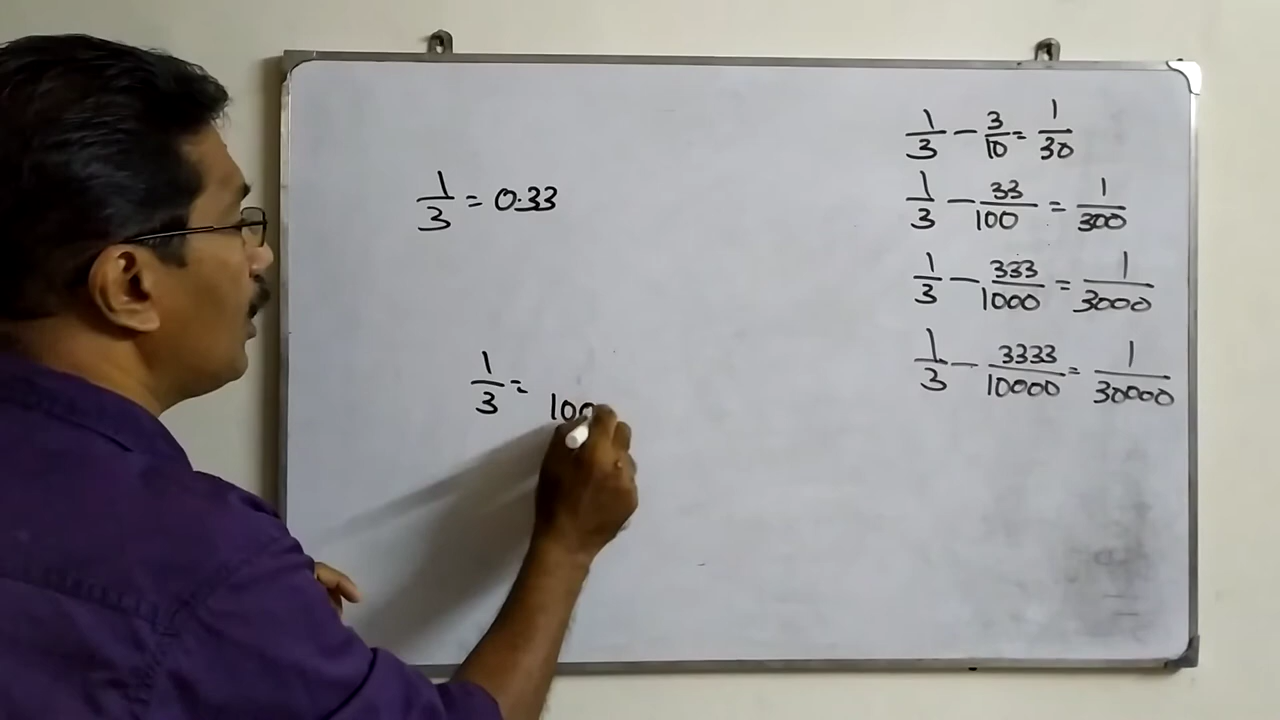 1/3 = 0.33
1/3 = 100
1/3 − 3/10 = 1/30
1/3 − 33/100 = 1/300
1/3 − 333/1000 = 1/3000
1/3 − 3333/10000 = 1/30000